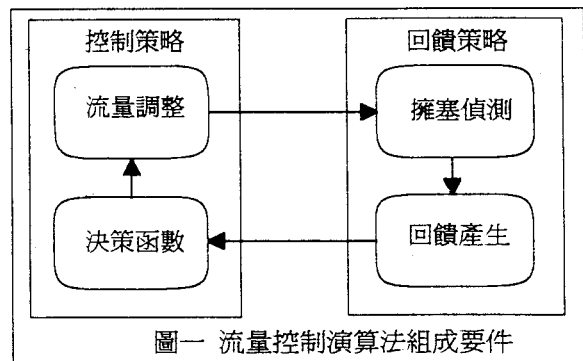 控制策略
回饋策略
流量調整
擁塞偵測
決策函數
回饋產生
圖一 流量控制演算法組成要件